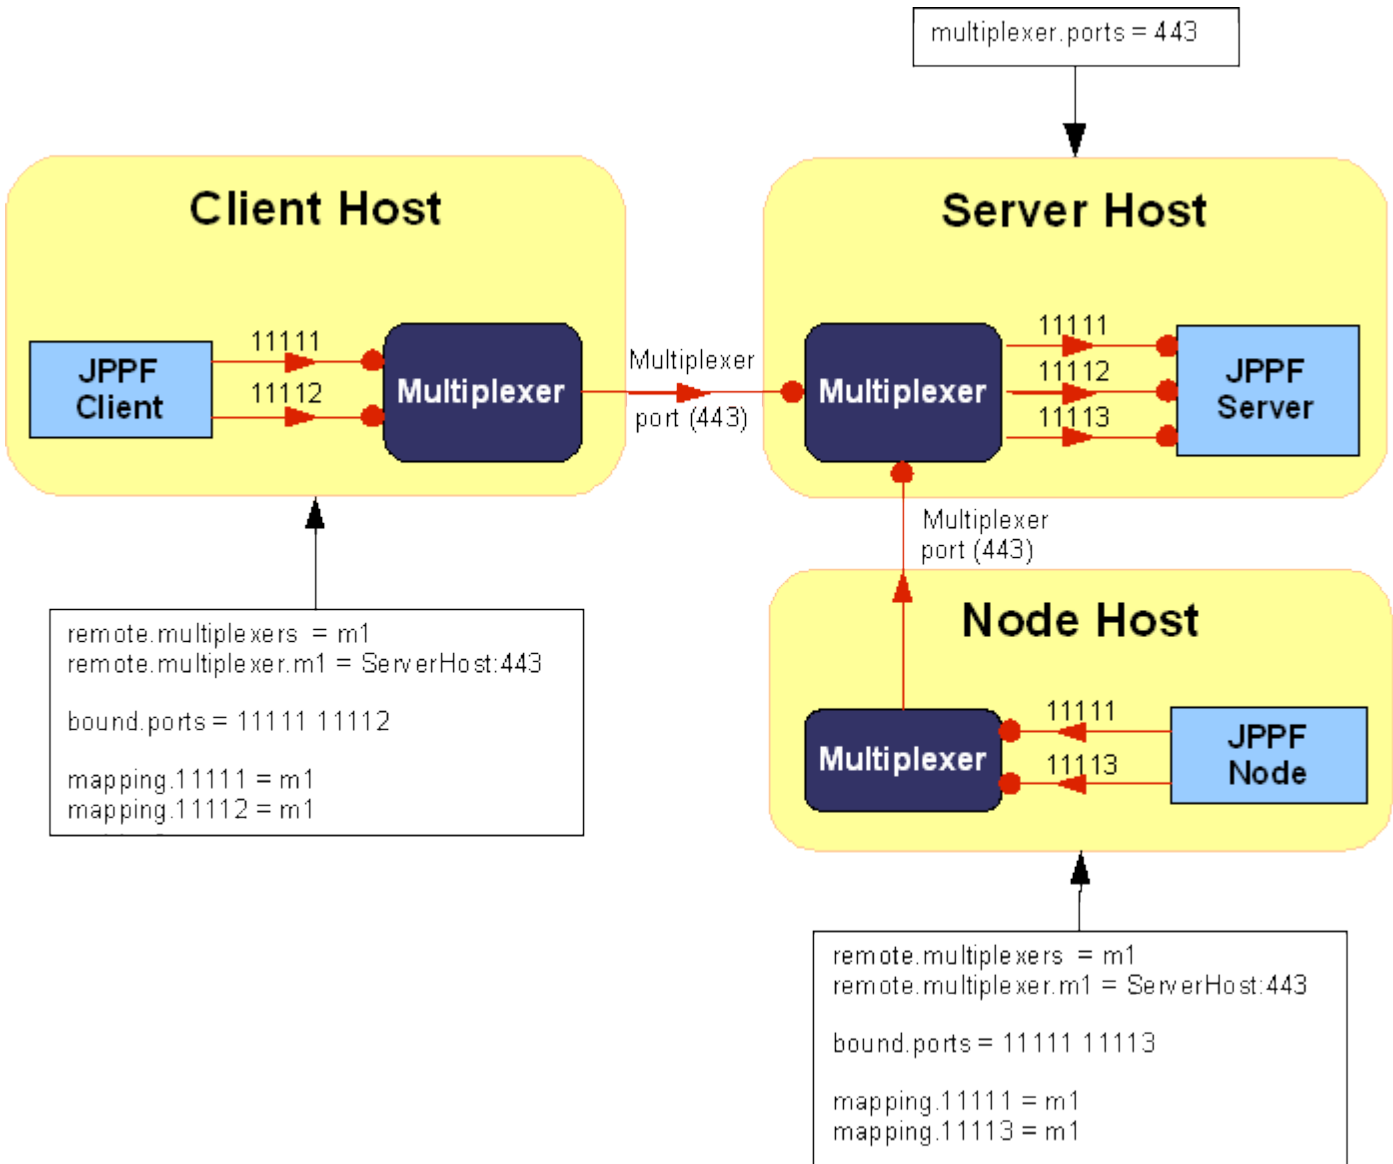 multiplexer.ports = 443
Client Host
Server Host
11111
11112
JPPF
Client
Multiplexer
Multiplexer
port (443)
Multiplexer
11111
11112
11113
JPPF
Server
Multiplexer
port (443)
remote.multiplexers = m1
remote.multiplexer.m1 = ServerHost:443
bound.ports = 11111 11112
mapping.11111 = m1
mapping.11112 = m1
Node Host
Multiplexer
11111
11113
JPPF
Node
remote.multiplexers = m1
remote.multiplexer.m1 = ServerHost:443
bound.ports = 11111 11113
mapping.11111 = m1
mapping.11113 = m1